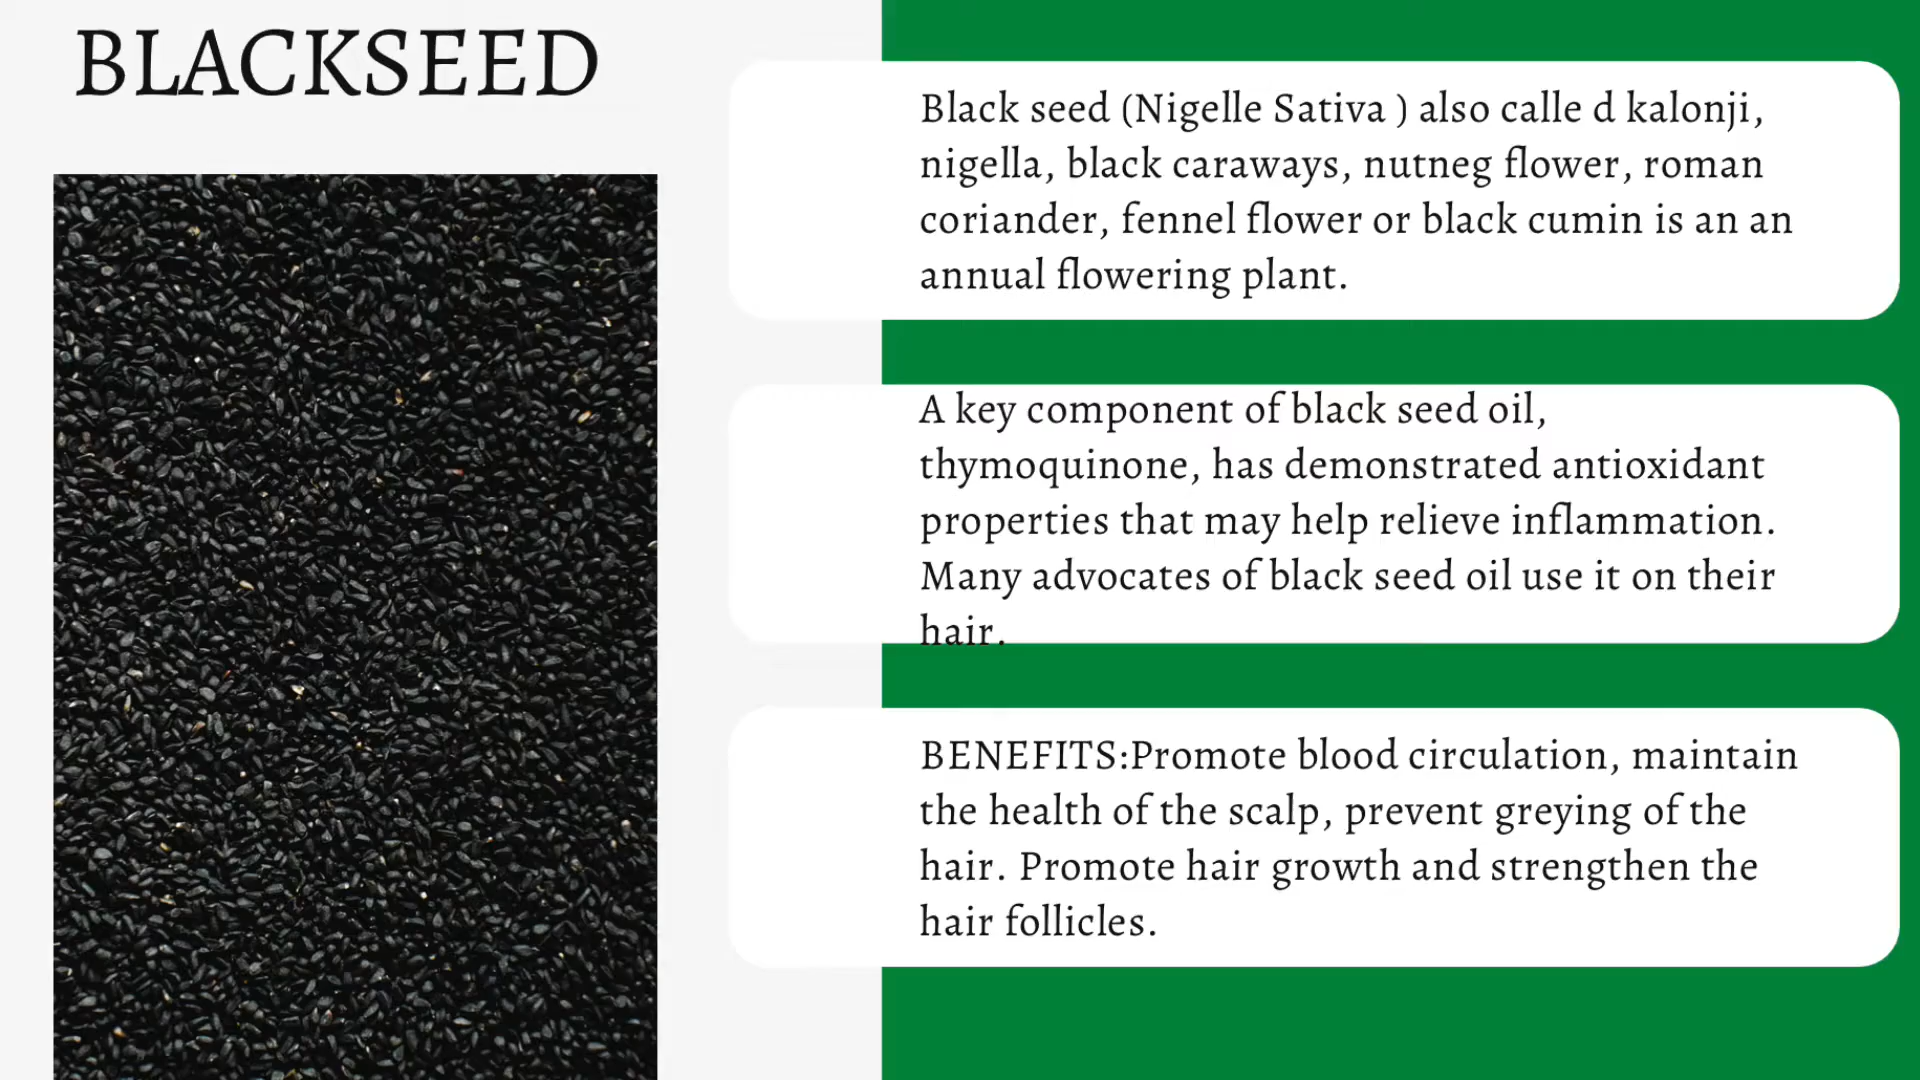 BLACKSEED
Black seed (Nigelle Sativa ) also calle d kalonji,
nigella, black caraways, nutneg flower, roman
coriander, fennel flower or black cumin is an an
annual flowering plant.
A key component of black seed oil,
thymoquinone, has demonstrated antioxidant
properties that may help relieve inflammation.
Many advocates of black seed oil use it on their
hair.
BENEFITS:Promote blood circulation, maintain
the health of the scalp, prevent greying of the
hair. Promote hair growth and strengthen the
hair follicles.